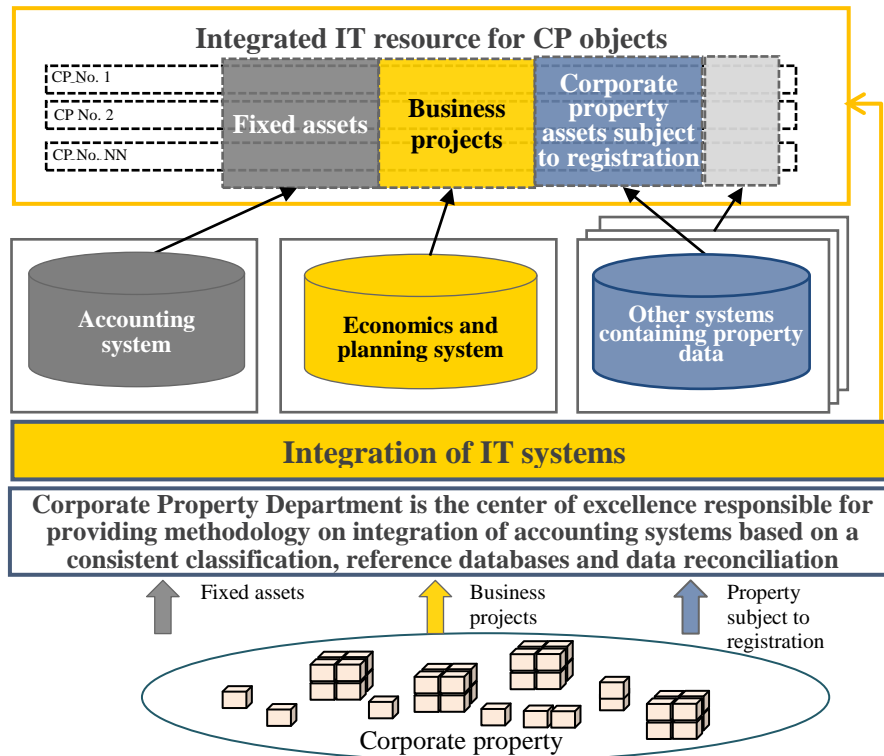 Integrated IT resource for CP objects
CP No. 1
CP No. 2
CP No. NN
Fixed assets
Business
projects
Corporate
property
assets subject
to registration
Accounting
system
Economics and
planning system
Other systems
containing property
data
Integration of IT systems
Corporate Property Department is the center of excellence responsible for
providing methodology on integration of accounting systems based on a
consistent classification, reference databases and data reconciliation
Fixed assets
Business
projects
Property
subject to
registration
Corporate property